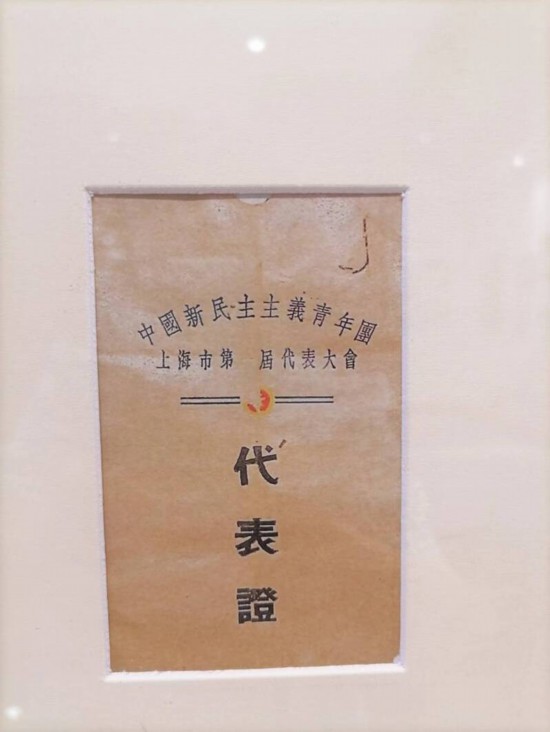 中國新民主主義青年團
上海市第 屆代表大會
代
表
證